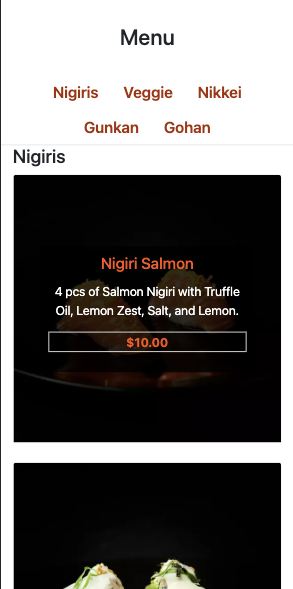 Menu
Nigiris Veggie Nikkei
Gunkan Gohan
Nigiris
Nigiri Salmon
4 pcs of Salmon Nigiri with Truffle
Oil, Lemon Zest, Salt, and Lemon.
$10.00